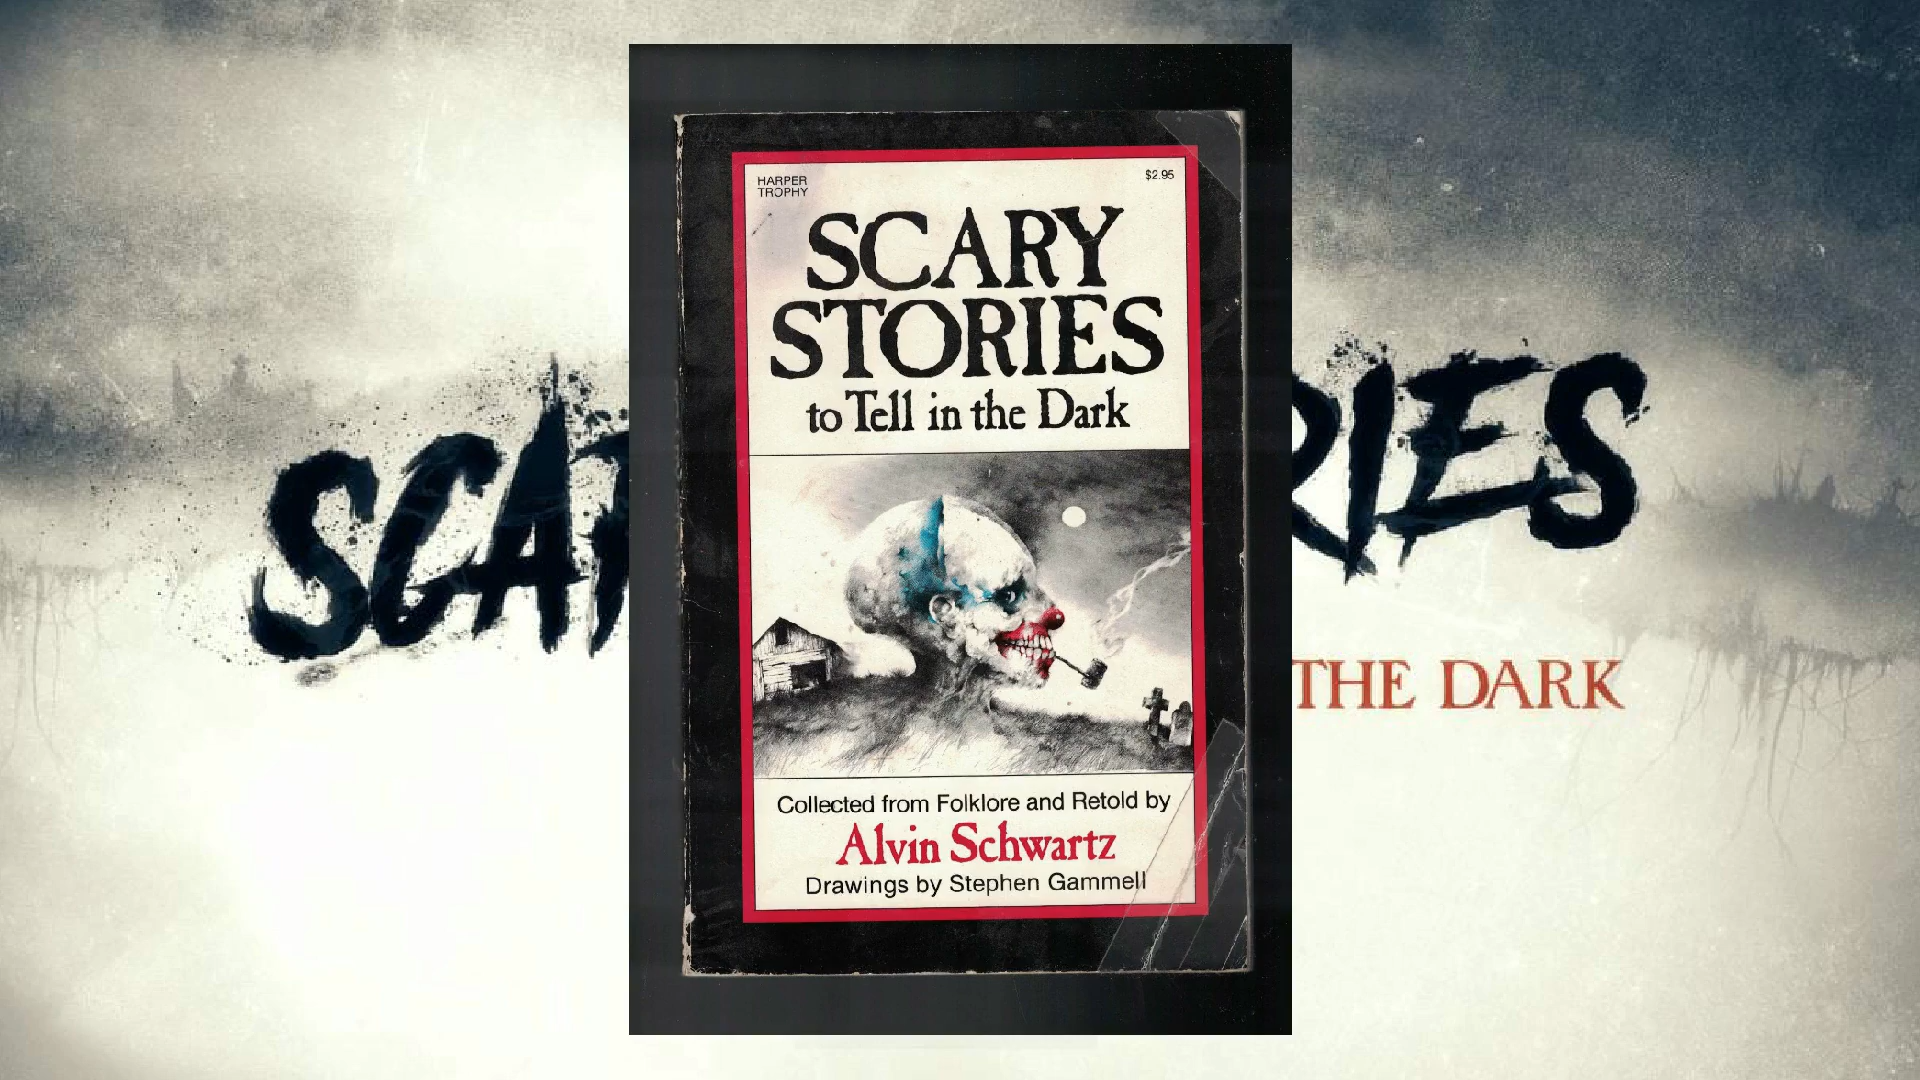 HARPER
TROPHY
$2.95
SCARY
STORIES
to Tell in the Dark
Collected from Folklore and Retold by
Alvin Schwartz
Drawings by Stephen Gammell
SCA
RIES
THE DARK